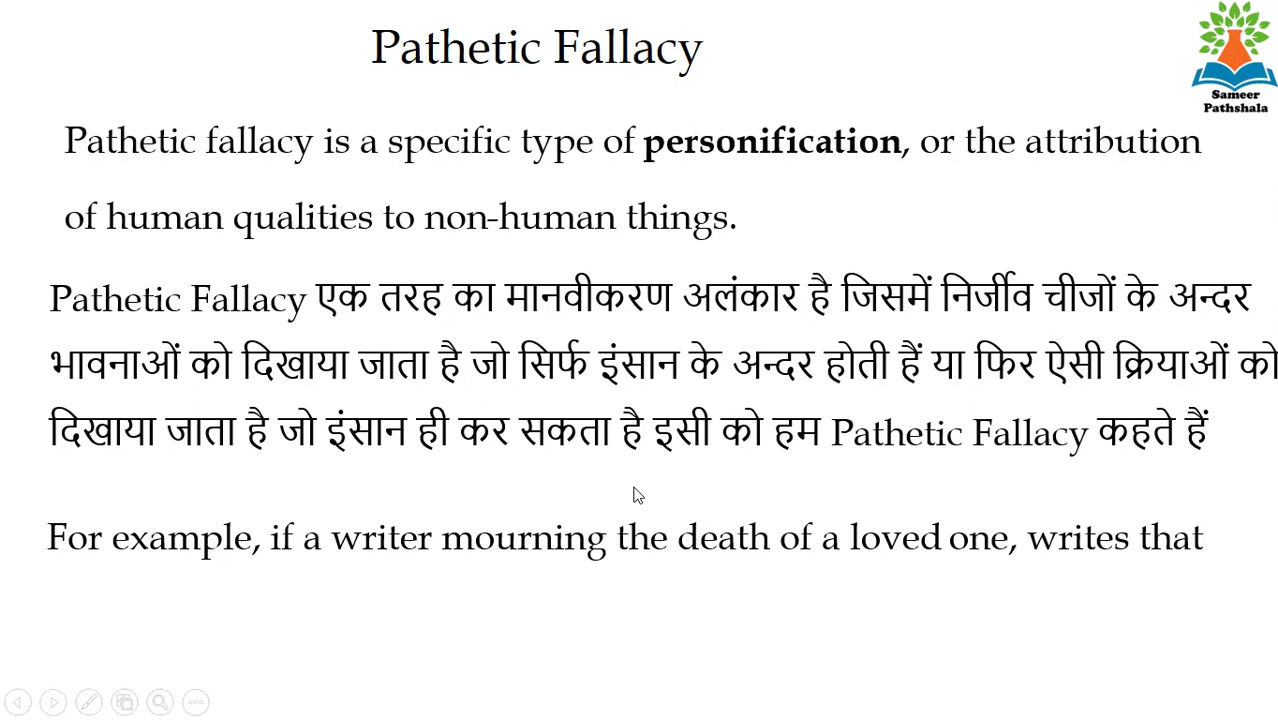 Pathetic Fallacy
Sameer
Pathshala
Pathetic fallacy is a specific type of personification, or the attribution
of human qualities to non-human things.
Pathetic Fallacy एक तरह का मानवीकरण अलंकार है जिसमें निर्जीव चीजों के अन्दर
भावनाओं को दिखाया जाता है जो सिर्फ इंसान के अन्दर होती हैं या फिर ऐसी क्रियाओं को
दिखाया जाता है जो इंसान ही कर सकता है इसी को हम Pathetic Fallacy कहते हैं
For example, if a writer mourning the death of a loved one, writes that